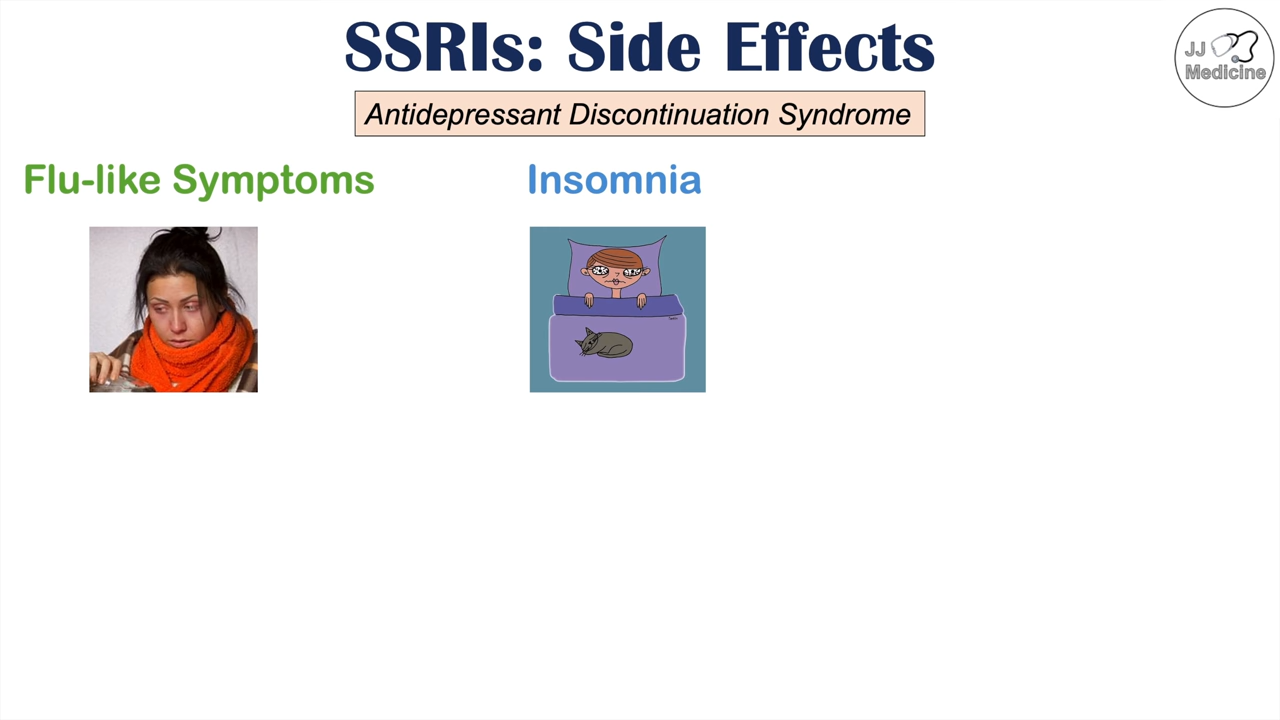 SSRIs: Side Effects
JJ
Medicine
Antidepressant Discontinuation Syndrome
Flu-like Symptoms
Insomnia